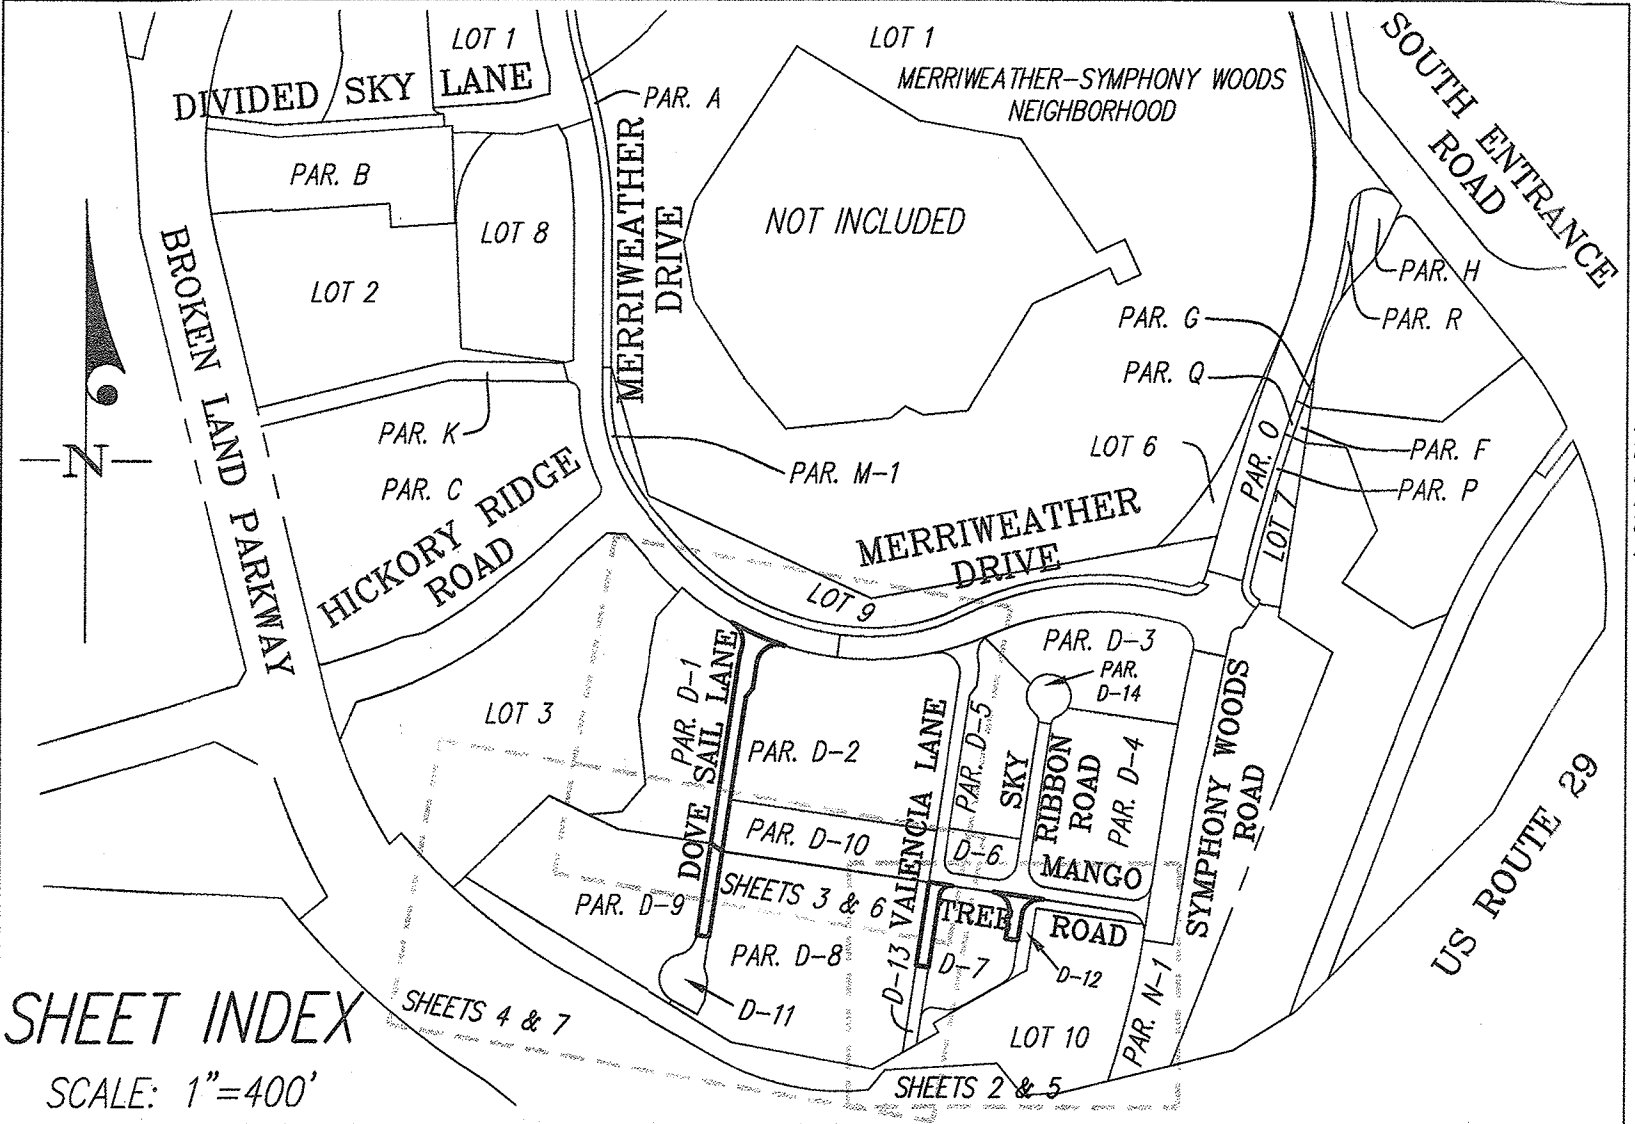 LOT 1
DIVIDED SKY LANE
PAR. A
LOT 1
MERRIWEATHER-SYMPHONY WOODS
NEIGHBORHOOD
SOUTH ENTRANCE
ROAD
PAR. B
LOT 8
MERRIWEATHER
DRIVE
NOT INCLUDED
LOT 2
BROKEN LAND PARKWAY
PAR. H
PAR. R
PAR. G
PAR. Q
PAR. K
PAR. C
PAR. M-1
LOT 6
PAR. O
PAR. F
PAR. P
LOT 7
N
HICKORY RIDGE
ROAD
MERRIWEATHER
DRIVE
LOT 9
PAR. D-3
PAR.
D-14
PAR. D-1
DOVE SAIL LANE
LOT 3
PAR. D-2
VALENCIA LANE
PAR. D-5
SKY
RIBBON
ROAD
PAR. D-4
SYMPHONY WOODS
ROAD
US ROUTE 29
PAR. D-10
D-6
MANGO
TREE
ROAD
PAR. D-9
SHEETS 3 & 6
PAR. D-8
D-13
D-7
D-12
D-11
LOT 10
PAR. N-1
SHEETS 4 & 7
SHEETS 2 & 5
SHEET INDEX
SCALE: 1"=400'